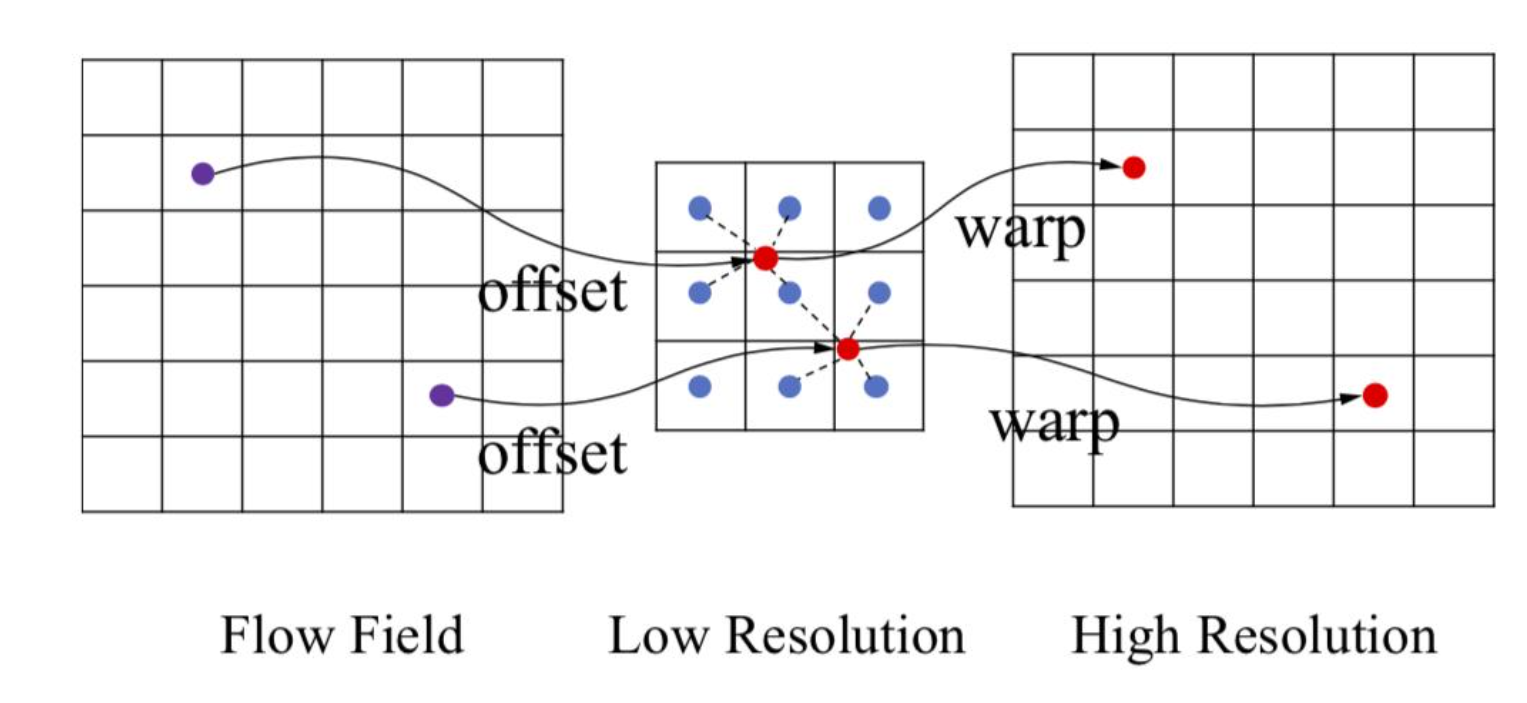 warp
offset
warp
offset
Flow Field
Low Resolution
High Resolution